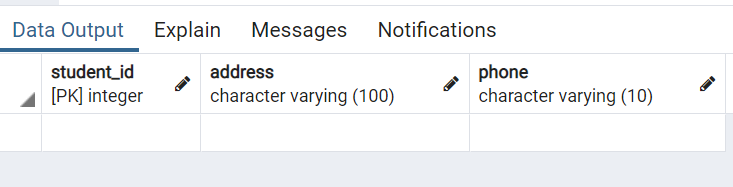 Data Output Explain Messages Notifications
student_id address phone
[PK] integer character varying (100) character varying (10)